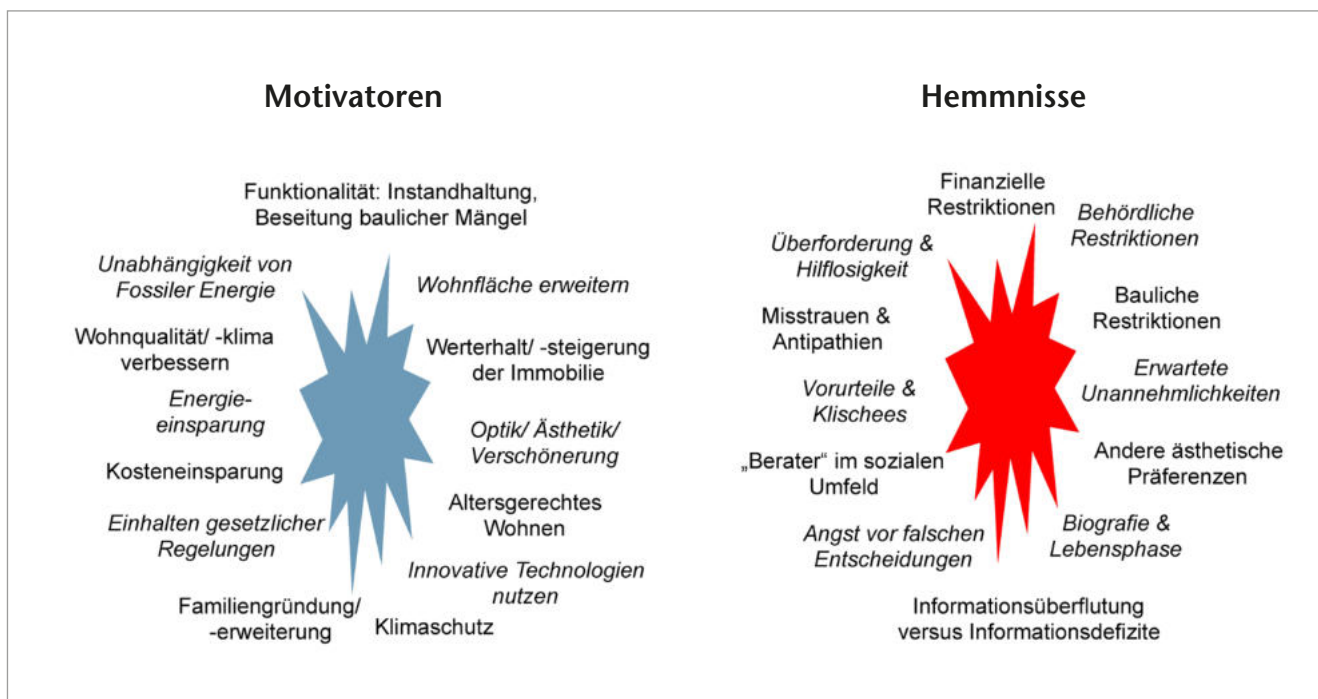 Motivatoren
Funktionalität: Instandhaltung,
Beseitung baulicher Mängel
Unabhängigkeit von
Fossiler Energie
Wohnfläche erweitern
Wohnqualität/ -klima
verbessern
Werterhalt/ -steigerung
der Immobilie
Energie-
einsparung
Optik/ Ästhetik/
Verschönerung
Kosteneinsparung
Altersgerechtes
Wohnen
Einhalten gesetzlicher
Regelungen
Innovative Technologien
nutzen
Familiengründung/
-erweiterung
Klimaschutz
Hemmnisse
Finanzielle
Restriktionen
Behördliche
Restriktionen
Überforderung &
Hilflosigkeit
Bauliche
Restriktionen
Misstrauen &
Antipathien
Erwartete
Unannehmlichkeiten
Vorurteile &
Klischees
Andere ästhetische
Präferenzen
„Berater“ im sozialen
Umfeld
Biografie &
Lebensphase
Angst vor falschen
Entscheidungen
Informationsüberflutung
versus Informationsdefizite